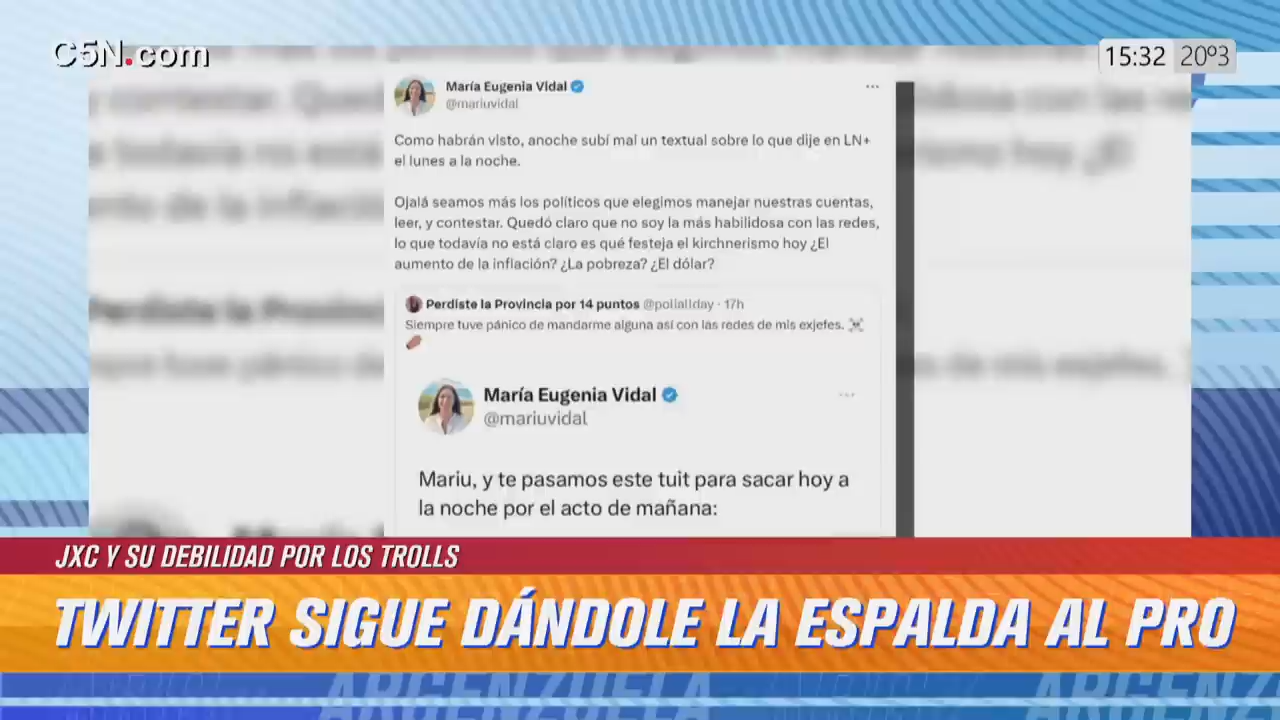 C5N.com
15:32 20º3
María Eugenia Vidal
@mariuvidal
Como habrán visto, anoche subí mal un textual sobre lo que dije en LN+
el lunes a la noche.
Ojalá seamos más los políticos que elegimos manejar nuestras cuentas,
leer, y contestar. Quedó claro que no soy la más habilidosa con las redes,
lo que todavía no está claro es qué festeja el kirchnerismo hoy ¿El
aumento de la inflación? ¿La pobreza? ¿El dólar?
Perdiste la Provincia por 14 puntos @poliallday · 17h
Siempre tuve pánico de mandarme alguna así con las redes de mis exjefes.
María Eugenia Vidal
@mariuvidal
Mariu, y te pasamos este tuit para sacar hoy a
la noche por el acto de mañana:
JXC Y SU DEBILIDAD POR LOS TROLLS
TWITTER SIGUE DÁNDOLE LA ESPALDA AL PRO
ARGENZUELA